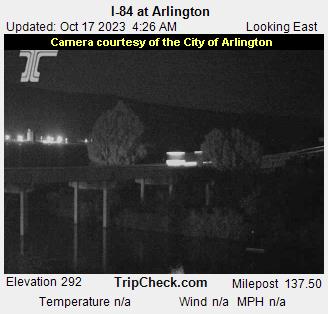 I-84 at Arlington
Updated: Oct 17 2023 4:26 AM Looking East
Camera courtesy of the City of Arlington
Elevation 292 TripCheck.com Milepost 137.50
Temperature n/a Wind n/a MPH n/a